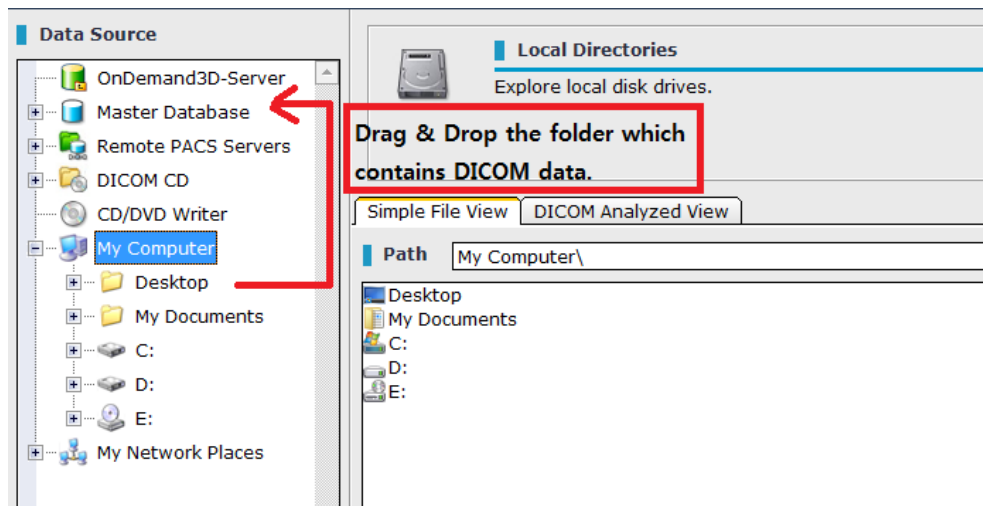 Data Source
OnDemand3D-Server
Master Database
Remote PACS Servers
DICOM CD
CD/DVD Writer
My Computer
Desktop
My Documents
C:
D:
E:
My Network Places
Local Directories
Explore local disk drives.
Drag & Drop the folder which
contains DICOM data.
Simple File View DICOM Analyzed View
Path My Computer\
Desktop
My Documents
C:
D:
E: